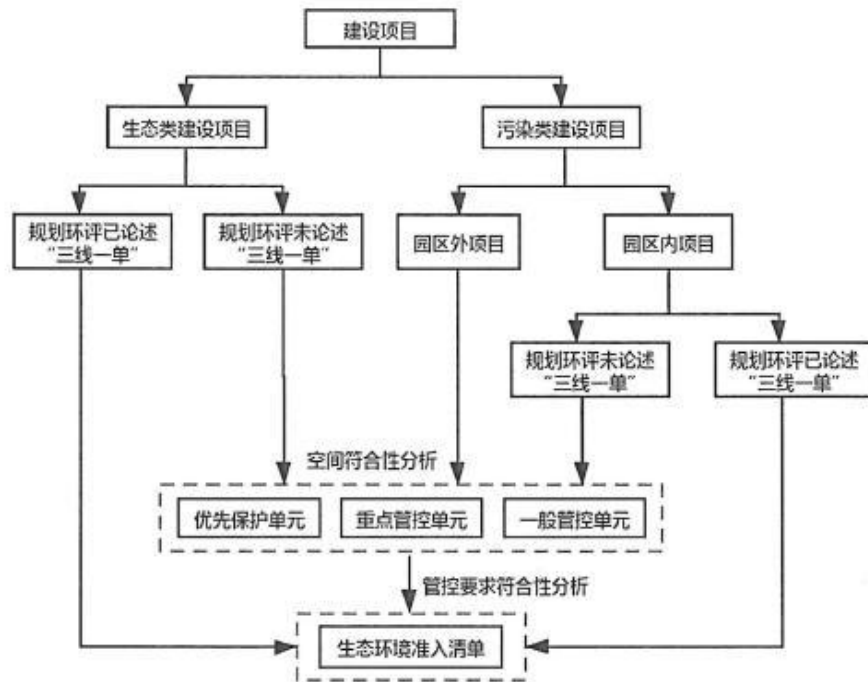 建设项目
生态类建设项目
污染类建设项目
规划环评已论述
“三线一单”
规划环评未论述
“三线一单”
园区外项目
园区内项目
规划环评未论述
“三线一单”
规划环评已论述
“三线一单”
空间符合性分析
优先保护单元
重点管控单元
一般管控单元
管控要求符合性分析
生态环境准入清单